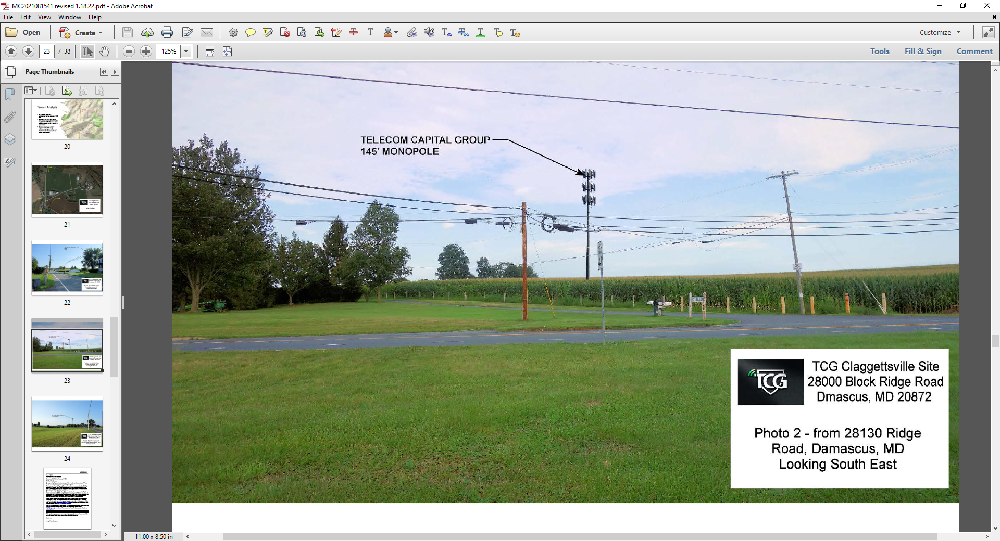 MC2021081541 revised 1.18.22.pdf - Adobe Acrobat
File Edit View Window Help
Open Create Customize
23 / 38 125% Tools Fill & Sign Comment
Page Thumbnails
Terrain Analysis
20
21
22
23
24
TELECOM CAPITAL GROUP
145' MONOPOLE
TCG
TCG Claggettsville Site
28000 Block Ridge Road
Dmascus, MD 20872
Photo 2 - from 28130 Ridge
Road, Damascus, MD
Looking South East
11.00 x 8.50 in